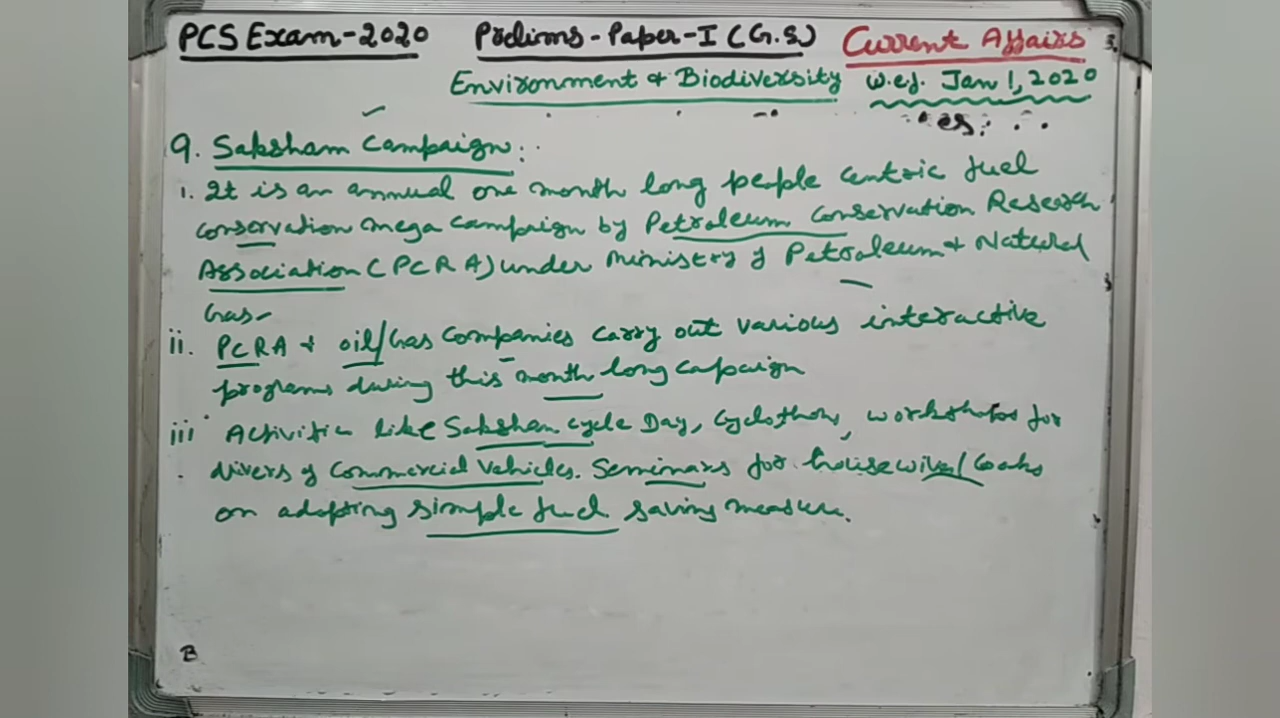 PCS Exam-2020 Prelims-Paper-I (G.S) Current Affairs
Environment & Biodiversity w.e.f. Jan 1, 2020
9. Saksham Campaign:
i. It is an annual one month long people centric fuel
conservation mega campaign by Petroleum Conservation Research
Association (PCRA) under Ministry of Petroleum & Natural
Gas
ii. PCRA & oil/Gas Companies carry out various interactive
programs during this month long capaign
iii Activities like Saksham cycle Day, Cyclothon, workshops for
drivers of Commercial Vehicles. Seminars for housewives/Cooks
on adopting simple fuel saving measure.
B